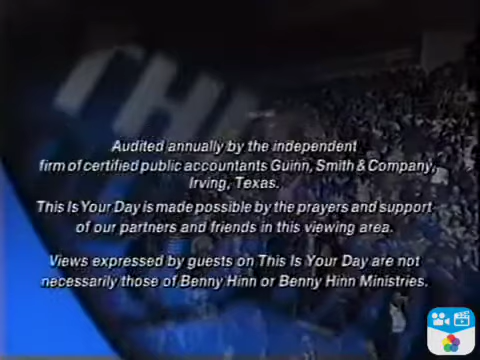 THI
Audited annually by the independent
firm of certified public accountants Guinn, Smith & Company,
Irving, Texas.
This Is Your Day is made possible by the prayers and support
of our partners and friends in this viewing area.
Views expressed by guests on This Is Your Day are not
necessarily those of Benny Hinn or Benny Hinn Ministries.